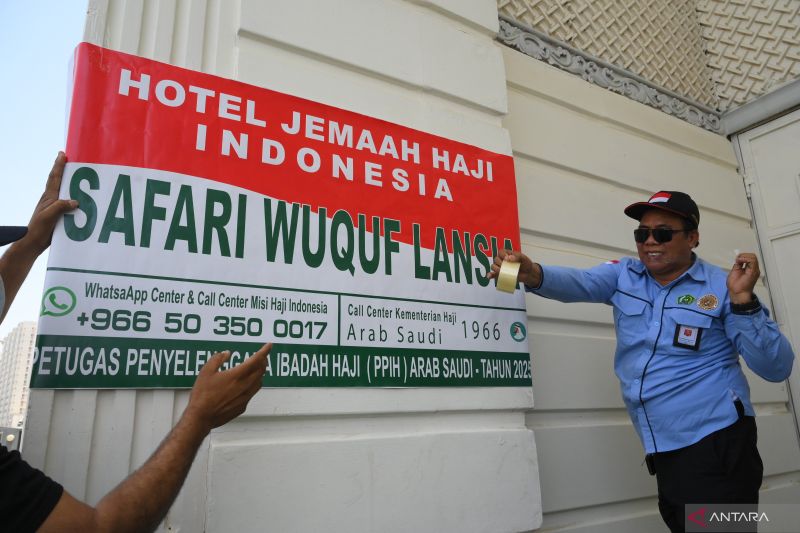 HOTEL JEMAAH HAJI
INDONESIA
SAFARI WUQUF LANSIA
WhatsaApp Center & Call Center Misi Haji Indonesia
+966 50 350 0017
Call Center Kementerian Haji
Arab Saudi 1966
PETUGAS PENYELENGGARA IBADAH HAJI ( PPIH ) ARAB SAUDI - TAHUN 2025
ANTARA